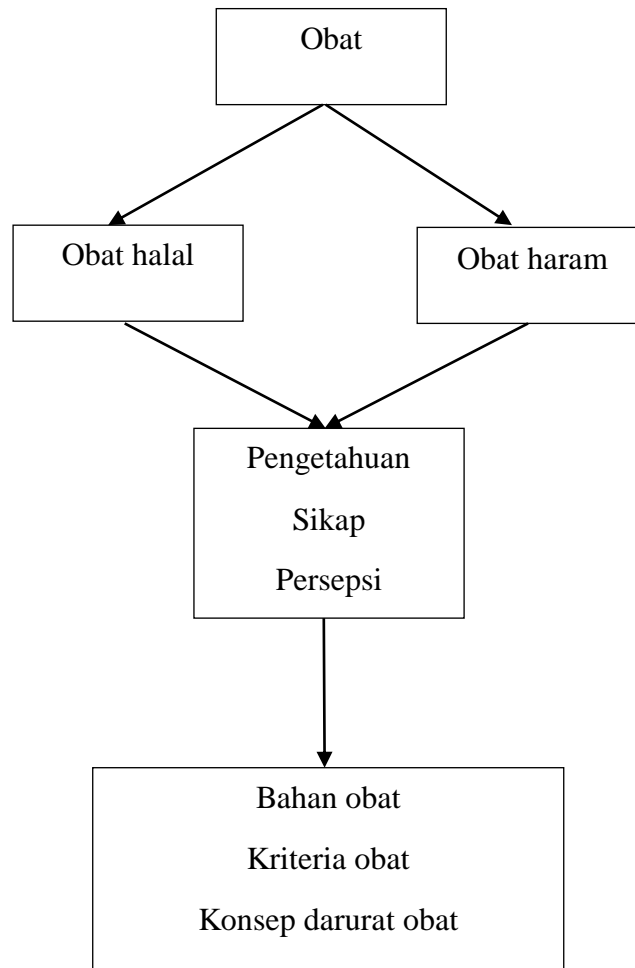 Obat
Obat halal
Obat haram
Pengetahuan
Sikap
Persepsi
Bahan obat
Kriteria obat
Konsep darurat obat